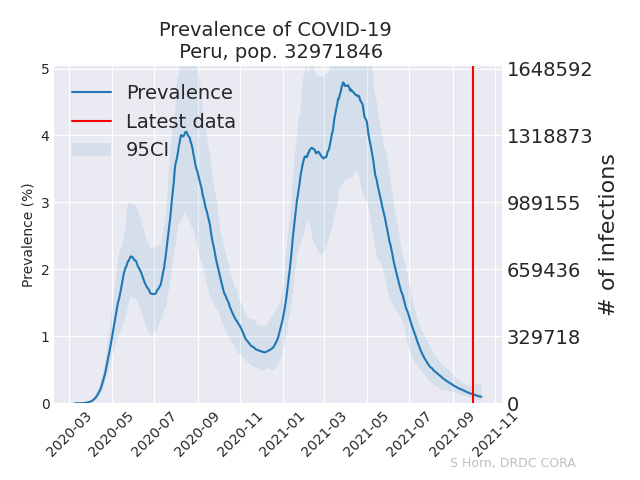 Prevalence of COVID-19
Peru, pop. 32971846
Prevalence
Latest data
95CI
Prevalence (%)
5
4
3
2
1
0
1648592
1318873
989155
659436
329718
0
# of infections
2020-03
2020-05
2020-07
2020-09
2020-11
2021-01
2021-03
2021-05
2021-07
2021-09
2021-11
S Horn, DRDC CORA